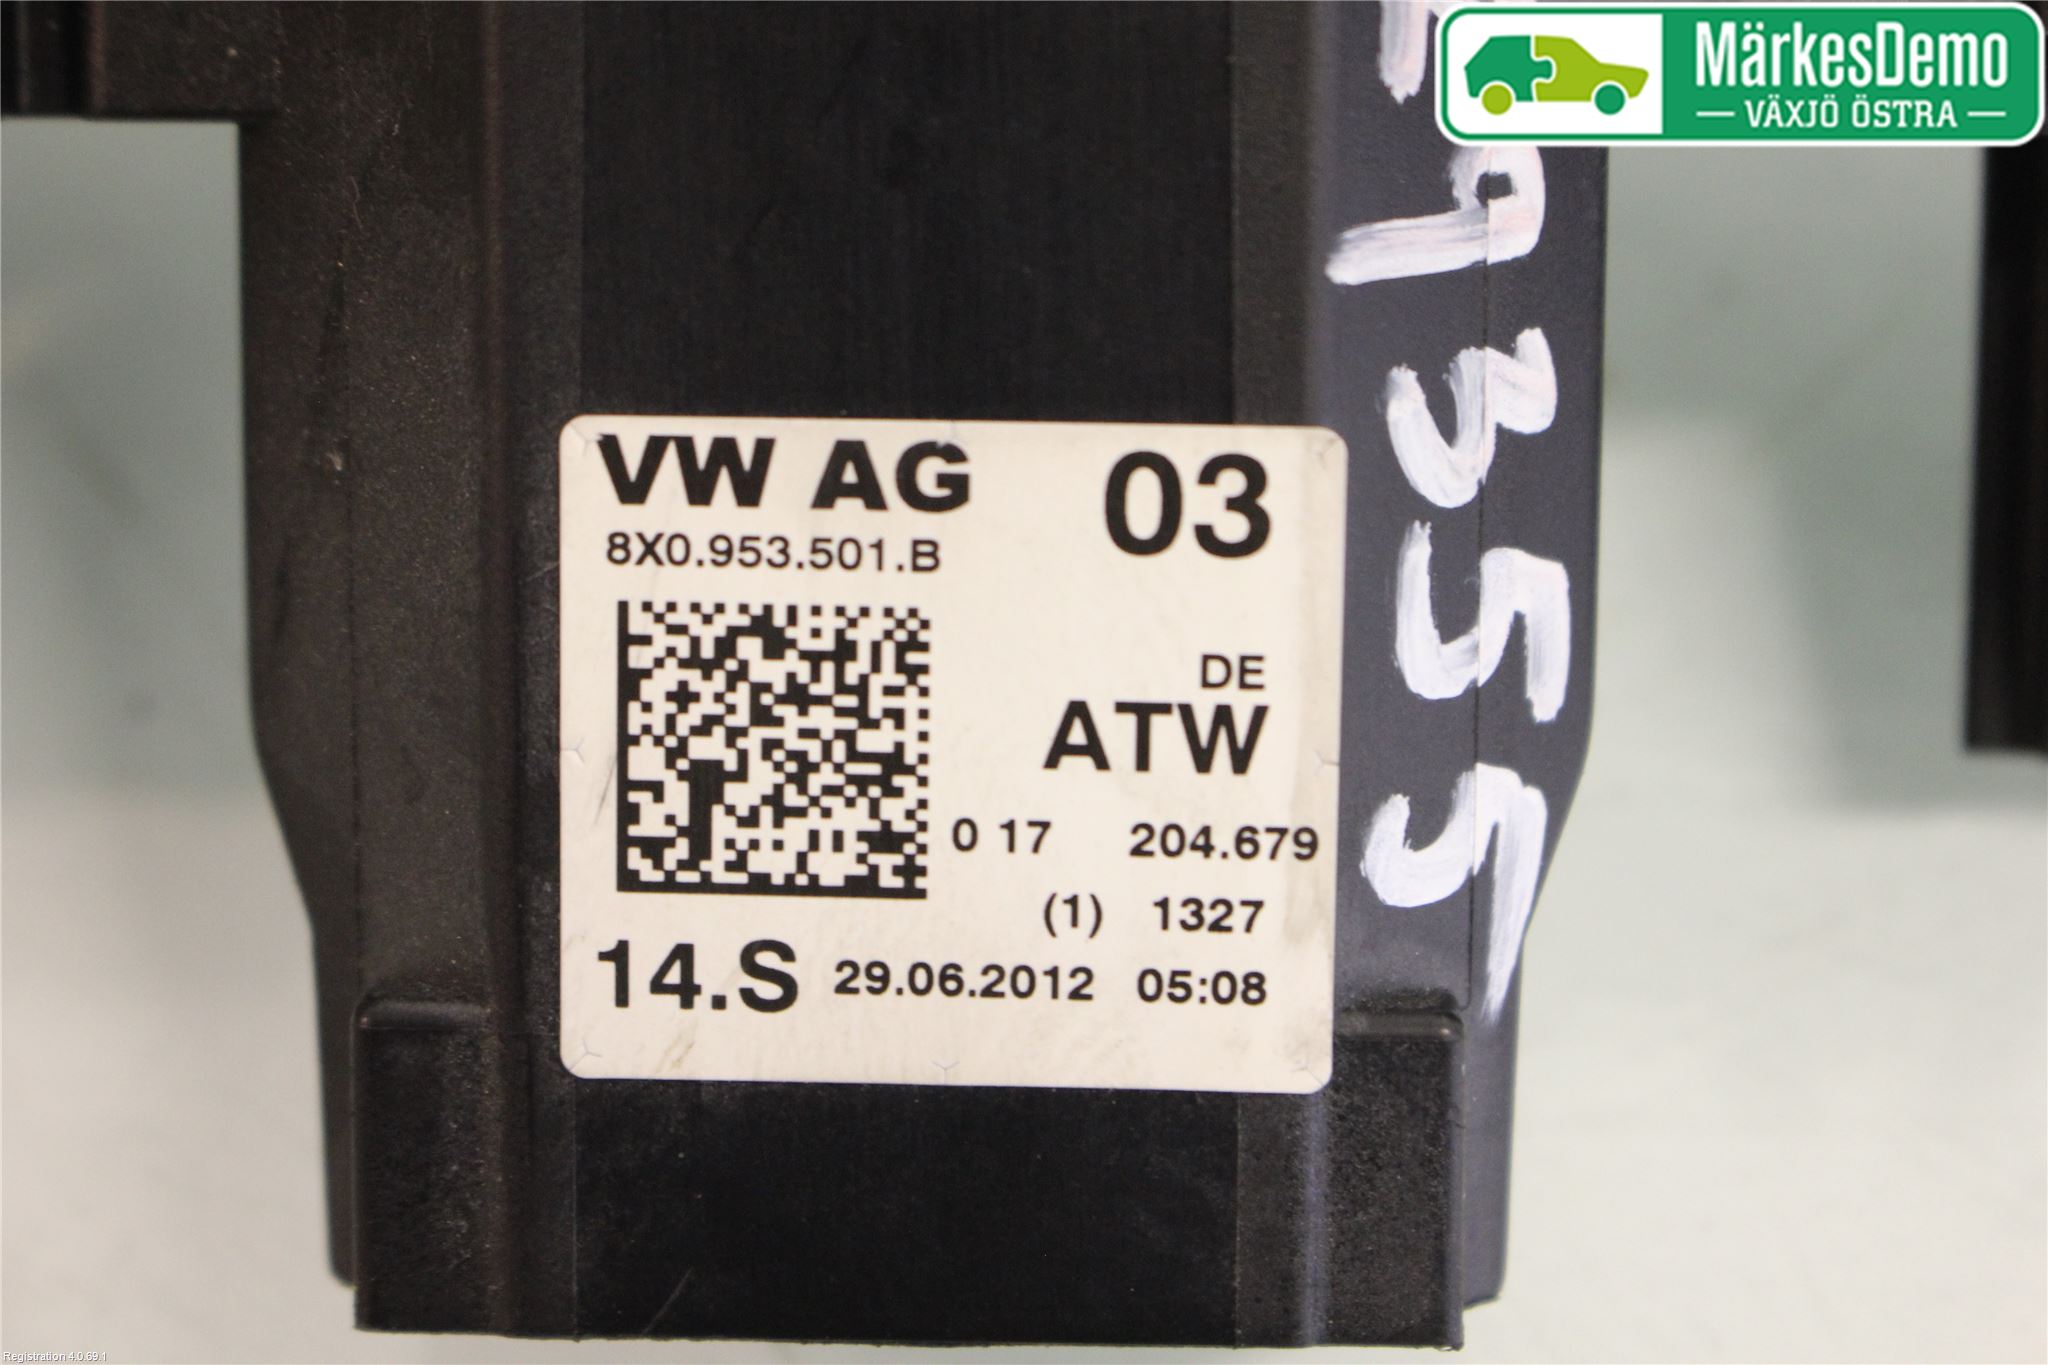 MärkesDemo
VÄXJÖ ÖSTRA
VW AG 03
8X0.953.501.B
DE
ATW
0 17 204.679
(1) 1327
14.S 29.06.2012 05:08
9355
Registration 4.0.69.1